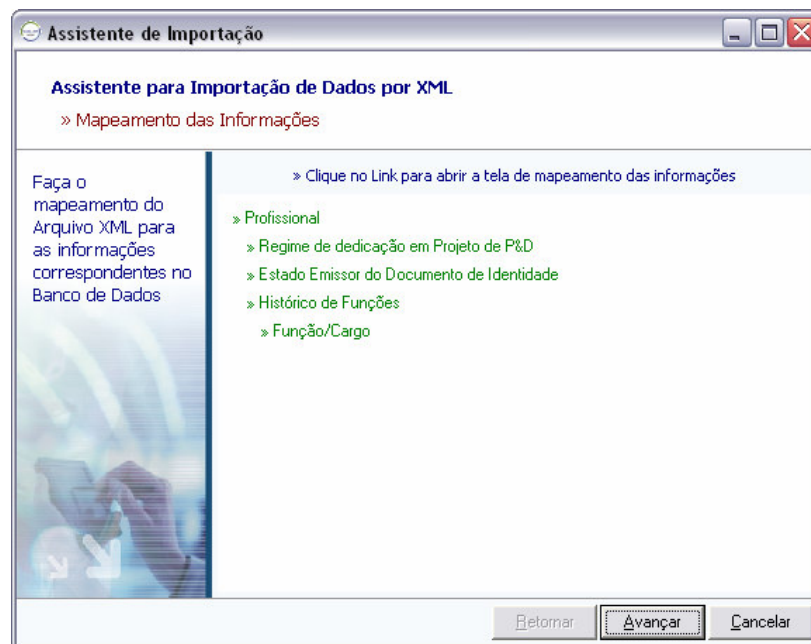 Assistente de Importação
Assistente para Importação de Dados por XML
» Mapeamento das Informações
Faça o
mapeamento do
Arquivo XML para
as informações
correspondentes no
Banco de Dados
» Clique no Link para abrir a tela de mapeamento das informações
» Profissional
» Regime de dedicação em Projeto de P&D
» Estado Emissor do Documento de Identidade
» Histórico de Funções
» Função/Cargo
Retornar
Avançar
Cancelar